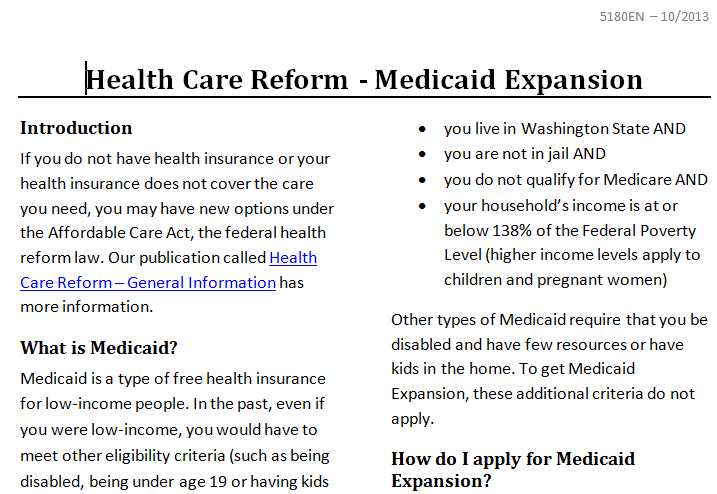 5180EN – 10/2013
Health Care Reform - Medicaid Expansion
Introduction
If you do not have health insurance or your
health insurance does not cover the care
you need, you may have new options under
the Affordable Care Act, the federal health
reform law. Our publication called Health
Care Reform – General Information has
more information.
What is Medicaid?
Medicaid is a type of free health insurance
for low-income people. In the past, even if
you were low-income, you would have to
meet other eligibility criteria (such as being
disabled, being under age 19 or having kids
• you live in Washington State AND
• you are not in jail AND
• you do not qualify for Medicare AND
• your household's income is at or
below 138% of the Federal Poverty
Level (higher income levels apply to
children and pregnant women)
Other types of Medicaid require that you be
disabled and have few resources or have
kids in the home. To get Medicaid
Expansion, these additional criteria do not
apply.
How do I apply for Medicaid
Expansion?